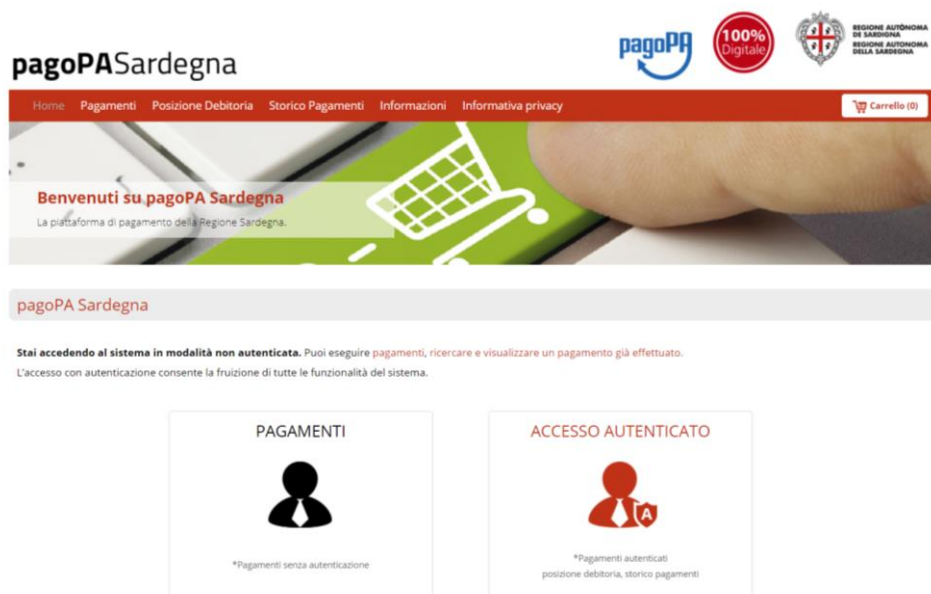 pagoPASardegna
pagoPA
100%
Digitale
REGIONE AUTÒNOMA
DE SARDIGNA
REGIONE AUTONOMA
DELLA SARDEGNA
Home Pagamenti Posizione Debitoria Storico Pagamenti Informazioni Informativa privacy Carrello (0)
Benvenuti su pagoPA Sardegna
La piattaforma di pagamento della Regione Sardegna.
pagoPA Sardegna
Stai accedendo al sistema in modalità non autenticata. Puoi eseguire pagamenti, ricercare e visualizzare un pagamento già effettuato.
L'accesso con autenticazione consente la fruizione di tutte le funzionalità del sistema.
PAGAMENTI
*Pagamenti senza autenticazione
ACCESSO AUTENTICATO
A
*Pagamenti autenticati
posizione debitoria, storico pagamenti